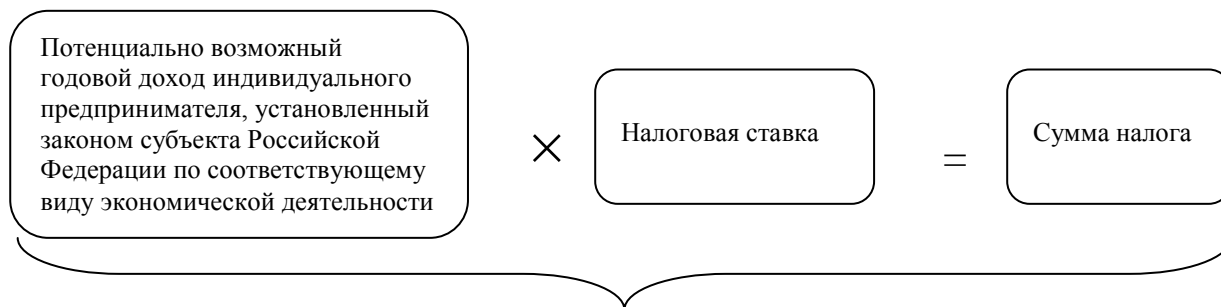 Потенциально возможный
годовой доход индивидуального
предпринимателя, установленный
законом субъекта Российской
Федерации по соответствующему
виду экономической деятельности
×
Налоговая ставка
=
Сумма налога